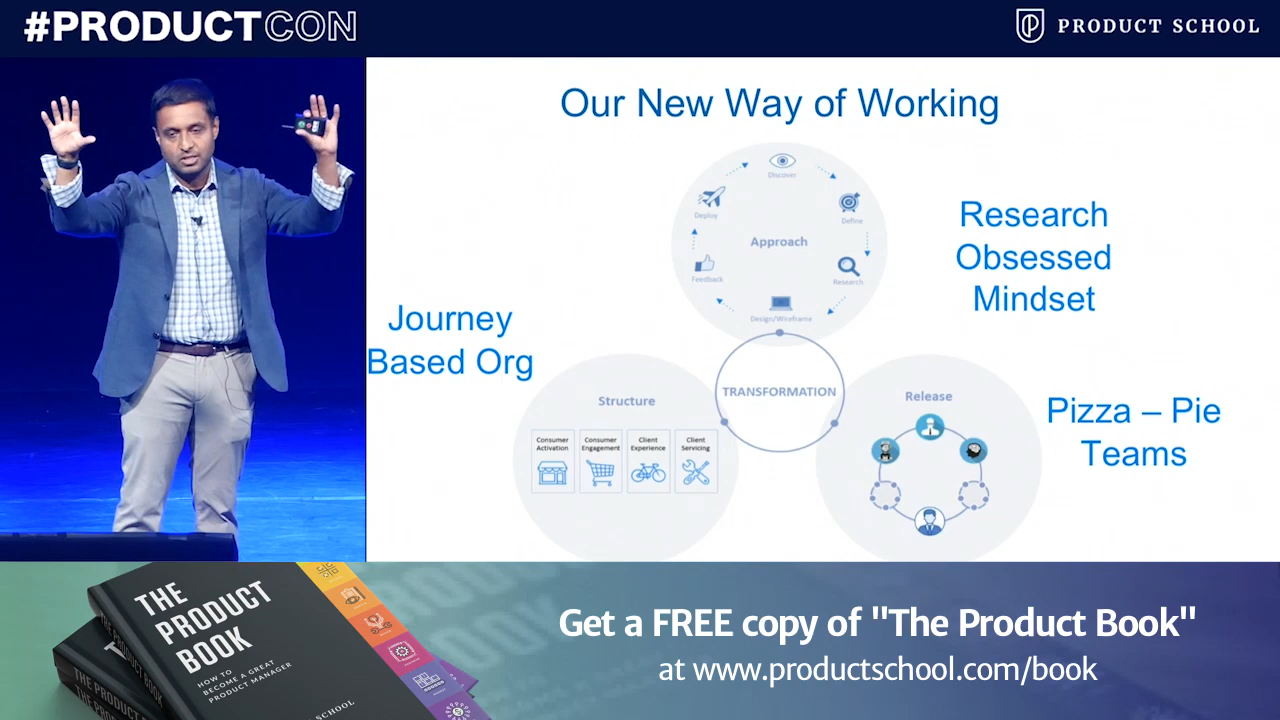 #PRODUCTCON
PRODUCT SCHOOL
Our New Way of Working
Discover
Deploy
Define
Approach
Feedback
Research
Design/Wireframe
Research
Obsessed
Mindset
Journey
Based Org
TRANSFORMATION
Structure
Consumer
Activation
Consumer
Engagement
Client
Experience
Client
Servicing
Release
Pizza – Pie
Teams
THE
PRODUCT
BOOK
HOW TO
BECOME A GREAT
PRODUCT MANAGER
SCHOOL
THE PRODUCT
Get a FREE copy of "The Product Book"
at www.productschool.com/book